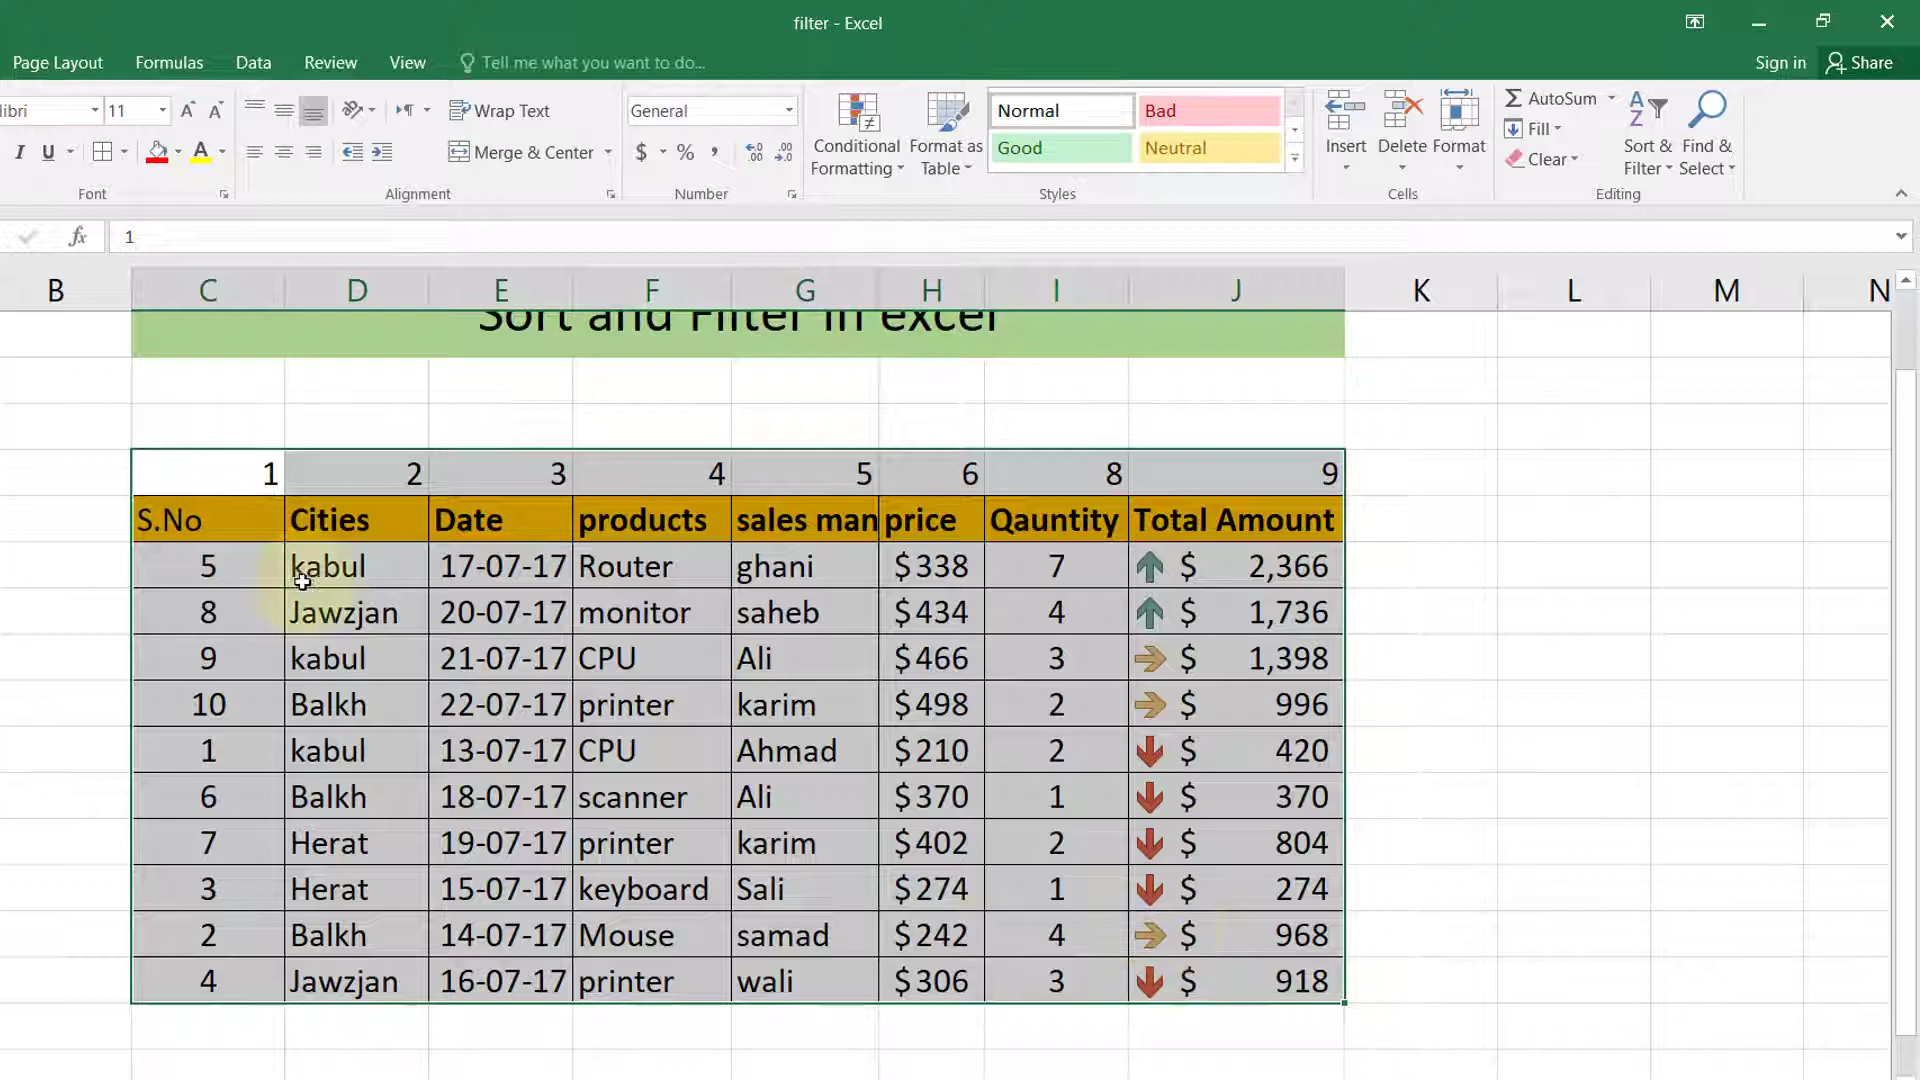 filter - Excel
Page Layout Formulas Data Review View Tell me what you want to do... Sign in Share
libri 11 Wrap Text General Normal Bad AutoSum
I U A Merge & Center $ % , Conditional Formatting Format as Table Good Neutral Insert Delete Format Fill Clear Sort & Filter Find & Select
Font Alignment Number Styles Cells Editing
fx 1
B C D E F G H I J K L M N
Sort and Filter in excel
1 2 3 4 5 6 8 9
S.No Cities Date products sales man price Qauntity Total Amount
5 kabul 17-07-17 Router ghani $338 7 $ 2,366
8 Jawzjan 20-07-17 monitor saheb $434 4 $ 1,736
9 kabul 21-07-17 CPU Ali $466 3 $ 1,398
10 Balkh 22-07-17 printer karim $498 2 $ 996
1 kabul 13-07-17 CPU Ahmad $210 2 $ 420
6 Balkh 18-07-17 scanner Ali $370 1 $ 370
7 Herat 19-07-17 printer karim $402 2 $ 804
3 Herat 15-07-17 keyboard Sali $274 1 $ 274
2 Balkh 14-07-17 Mouse samad $242 4 $ 968
4 Jawzjan 16-07-17 printer wali $306 3 $ 918